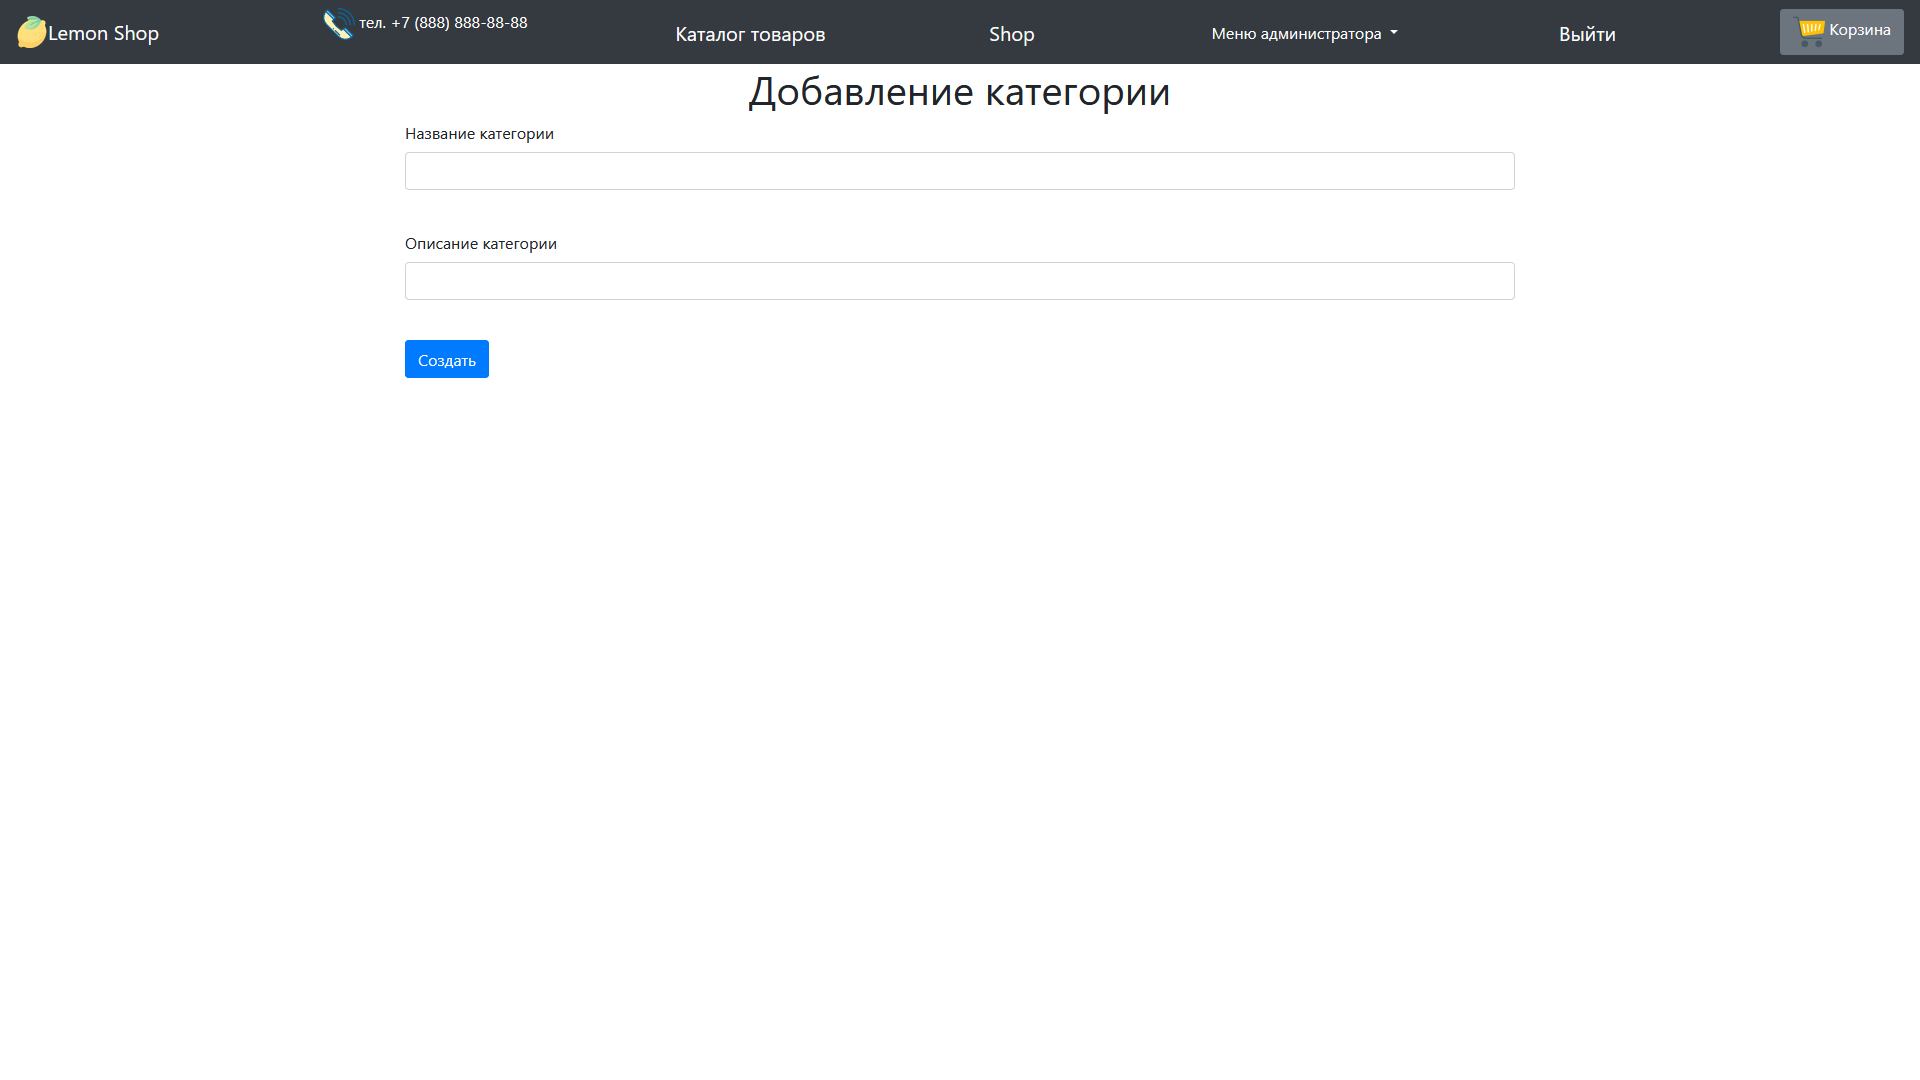 Lemon Shop
тел. +7 (888) 888-88-88
Каталог товаров
Shop
Меню администратора
Выйти
Корзина
Добавление категории
Название категории
Описание категории
Создать